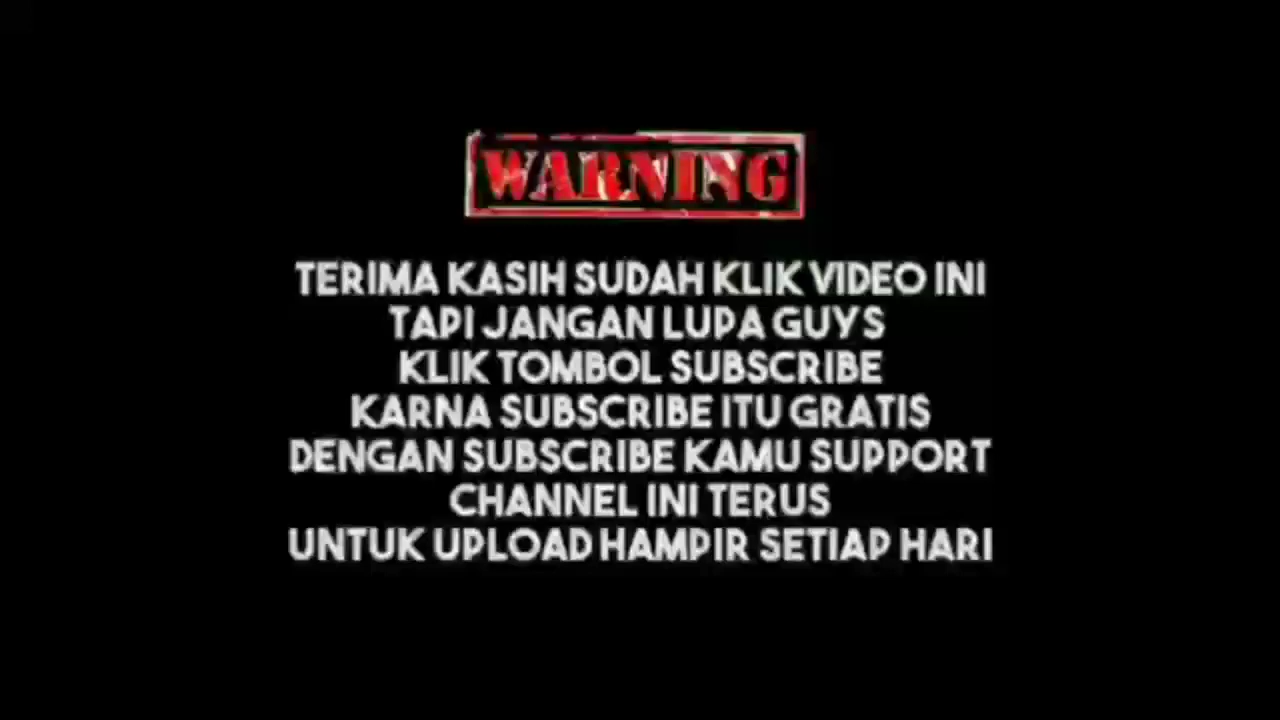 WARNING
TERIMA KASIH SUDAH KLIK VIDEO INI
TAPI JANGAN LUPA GUYS
KLIK TOMBOL SUBSCRIBE
KARNA SUBSCRIBE ITU GRATIS
DENGAN SUBSCRIBE KAMU SUPPORT
CHANNEL INI TERUS
UNTUK UPLOAD HAMPIR SETIAP HARI